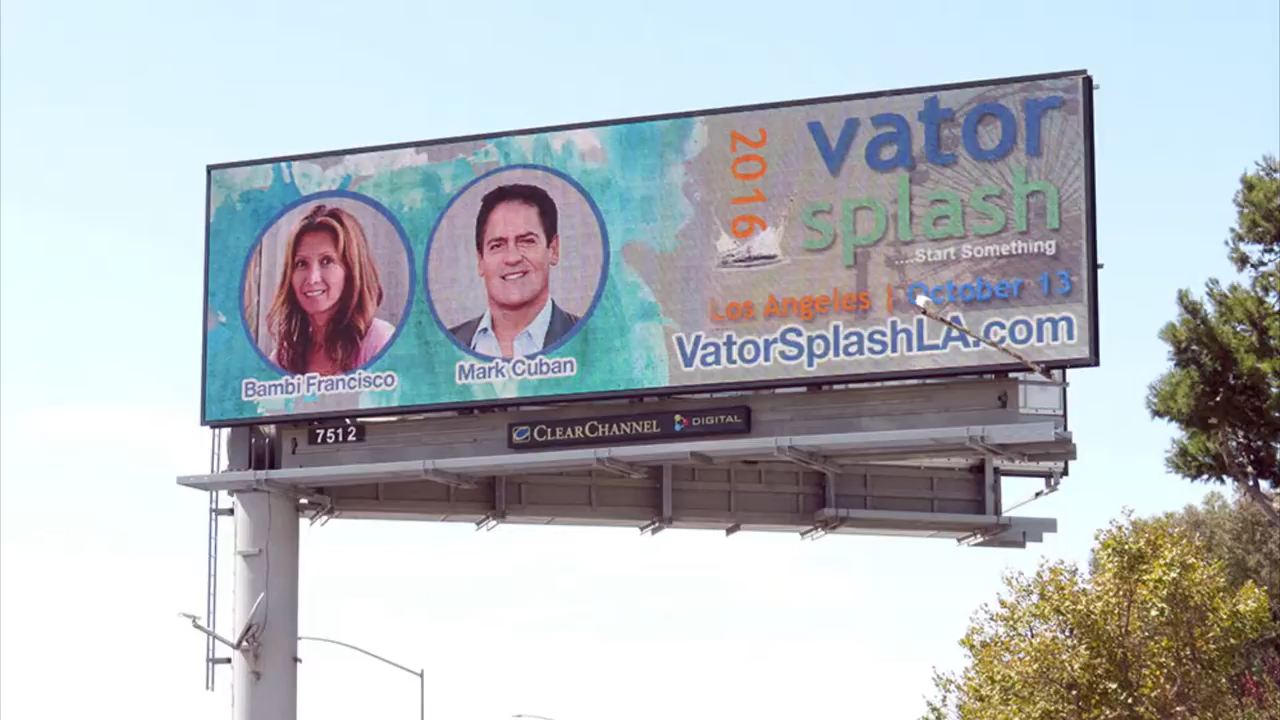 2016
vator
splash
....Start Something
Los Angeles | October 13
VatorSplashLA.com
Bambi Francisco
Mark Cuban
7512
CLEARCHANNEL DIGITAL